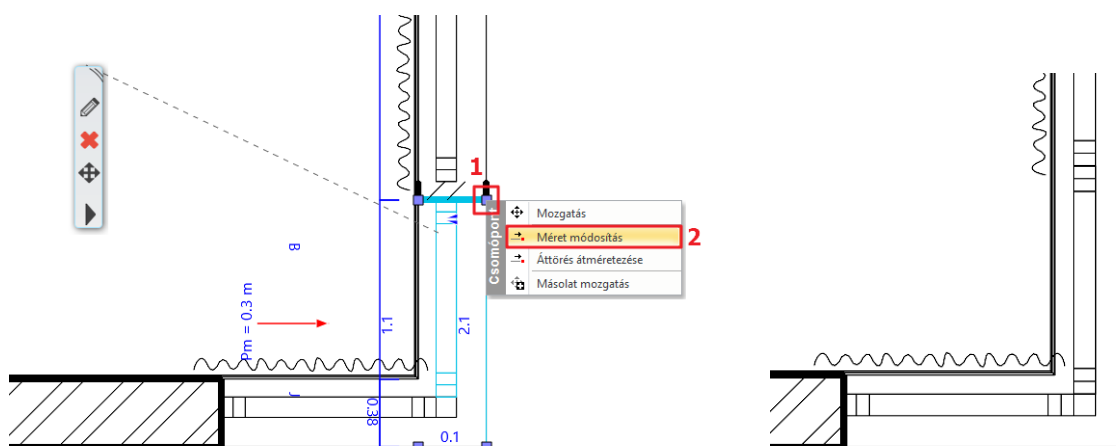 1
Csomópont
Mozgatás
Méret módosítás
2
Áttörés átméretezése
Másolat mozgatás
B
Pm = 0.3 m
1.1
2.1
J
0.38
0.1